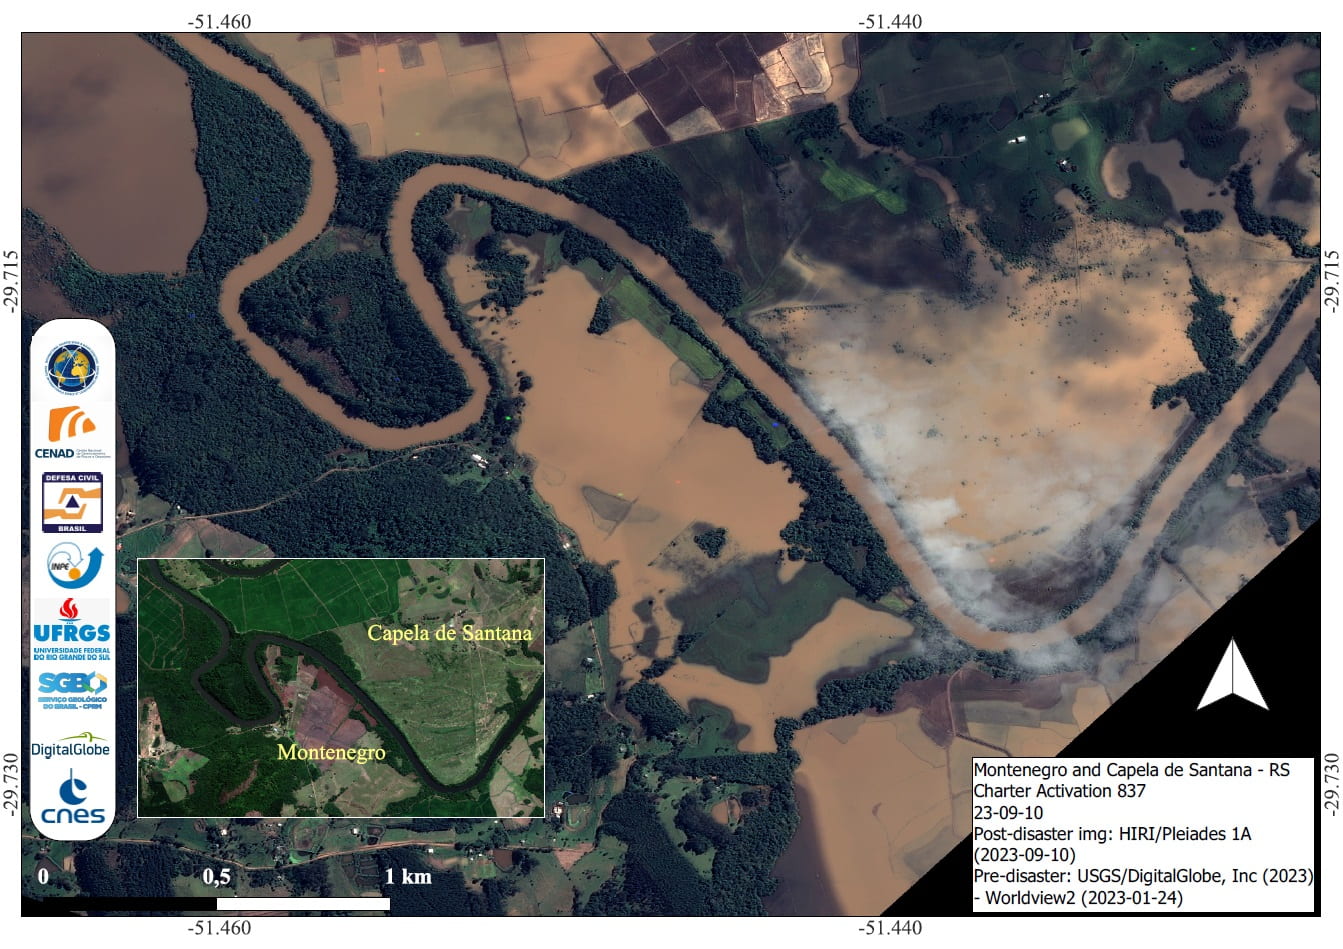 -51.460
-51.440
-29.715
-29.715
CENAD
DEFESA CIVIL
BRASIL
INPE
UFRGS
UNIVERSIDADE FEDERAL
DO RIO GRANDE DO SUL
SGB
SERVIÇO GEOLÓGICO
DO BRASIL - CPRM
DigitalGlobe
cnes
Capela de Santana
Montenegro
-29.730
-29.730
Montenegro and Capela de Santana - RS
Charter Activation 837
23-09-10
Post-disaster img: HIRI/Pleiades 1A
(2023-09-10)
Pre-disaster: USGS/DigitalGlobe, Inc (2023)
- Worldview2 (2023-01-24)
0 0,5 1 km
-51.460
-51.440